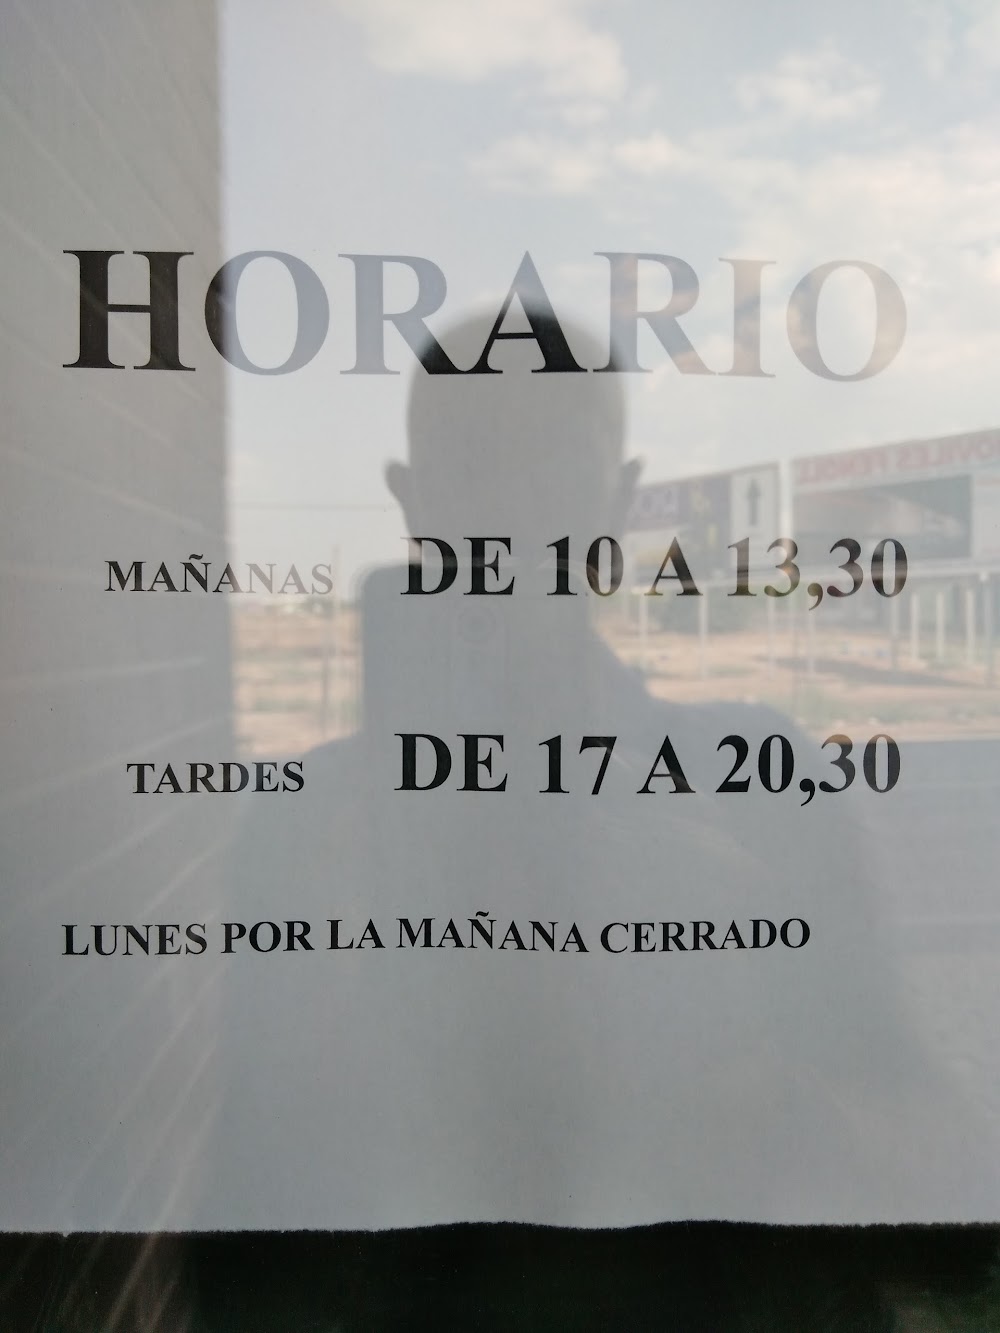 HORARIO
MAÑANAS DE 10 A 13,30
TARDES DE 17 A 20,30
LUNES POR LA MAÑANA CERRADO